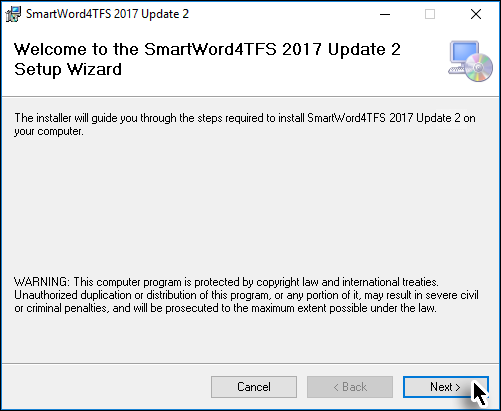 SmartWord4TFS 2017 Update 2
Welcome to the SmartWord4TFS 2017 Update 2
Setup Wizard
The installer will guide you through the steps required to install SmartWord4TFS 2017 Update 2 on
your computer.
WARNING: This computer program is protected by copyright law and international treaties.
Unauthorized duplication or distribution of this program, or any portion of it, may result in severe civil
or criminal penalties, and will be prosecuted to the maximum extent possible under the law.
Cancel < Back Next >